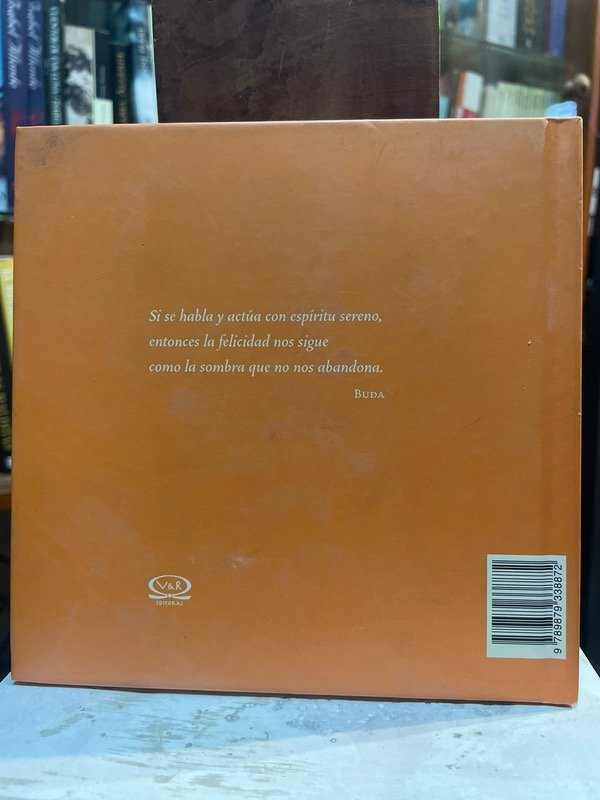 Si se habla y actúa con espíritu sereno,
entonces la felicidad nos sigue
como la sombra que no nos abandona.
BUDA
V&R
EDITORAS
9 789879 338872